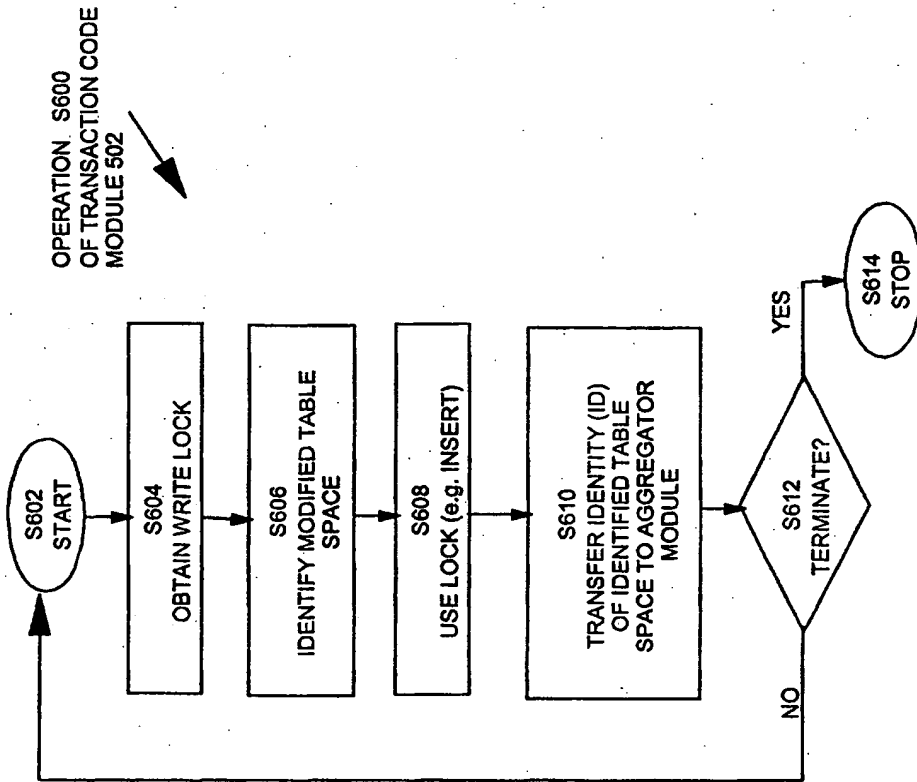 OPERATION S600
OF TRANSACTION CODE
MODULE 502
S602
START
S604
OBTAIN WRITE LOCK
S606
IDENTIFY MODIFIED TABLE
SPACE
S608
USE LOCK (e.g. INSERT)
S610
TRANSFER IDENTITY (ID)
OF IDENTIFIED TABLE
SPACE TO AGGREGATOR
MODULE
S612
TERMINATE?
NO
YES
S614
STOP